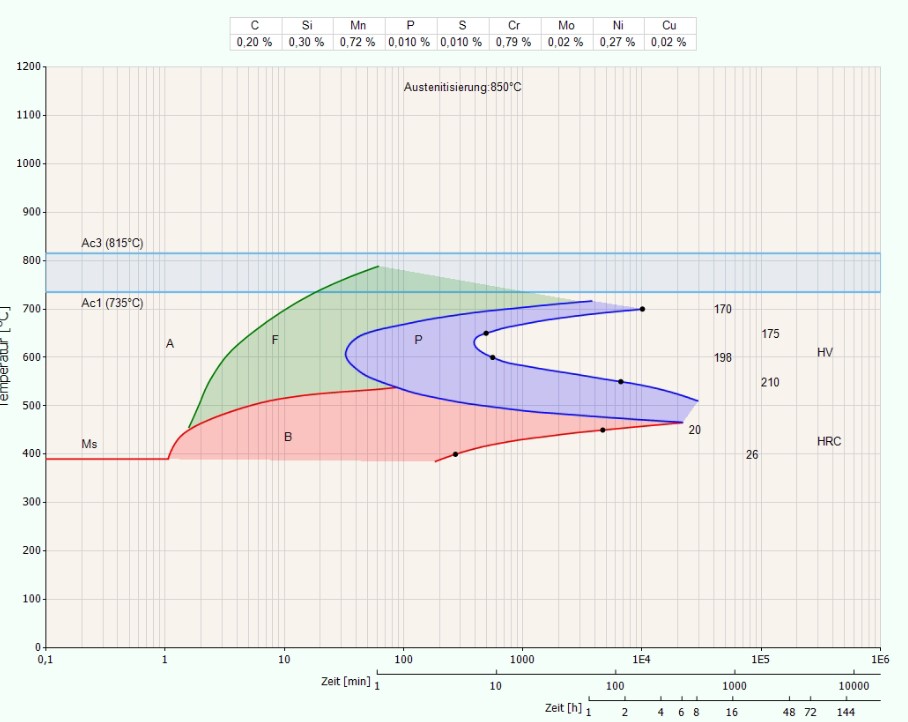 C Si Mn P S Cr Mo Ni Cu
0,20 % 0,30 % 0,72 % 0,010 % 0,010 % 0,79 % 0,02 % 0,27 % 0,02 %
1200
Austenitisierung:850°C
1100
1000
900
Ac3 (815°C)
800
Ac1 (735°C)
700
170
A
F
P
175
600
198
HV
210
500
B
20
Ms
HRC
400
26
300
200
100
0
Temperatur [°C]
0,1 1 10 100 1000 1E4 1E5 1E6
Zeit [min] 1 10 100 1000 10000
Zeit [h] 1 2 4 6 8 16 48 72 144